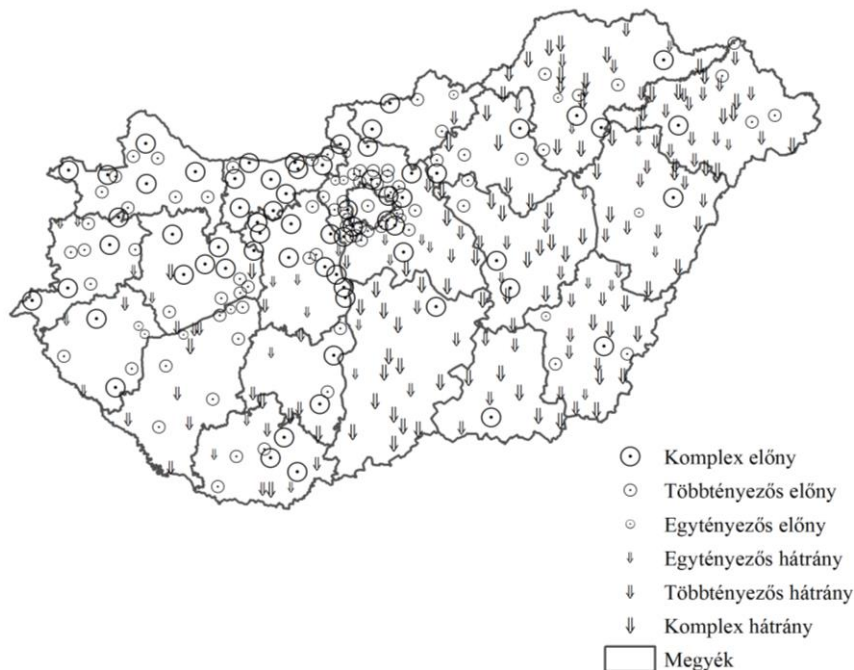 Komplex előny
Többtényezős előny
Egytényezős előny
Egytényezős hátrány
Többtényezős hátrány
Komplex hátrány
Megyék